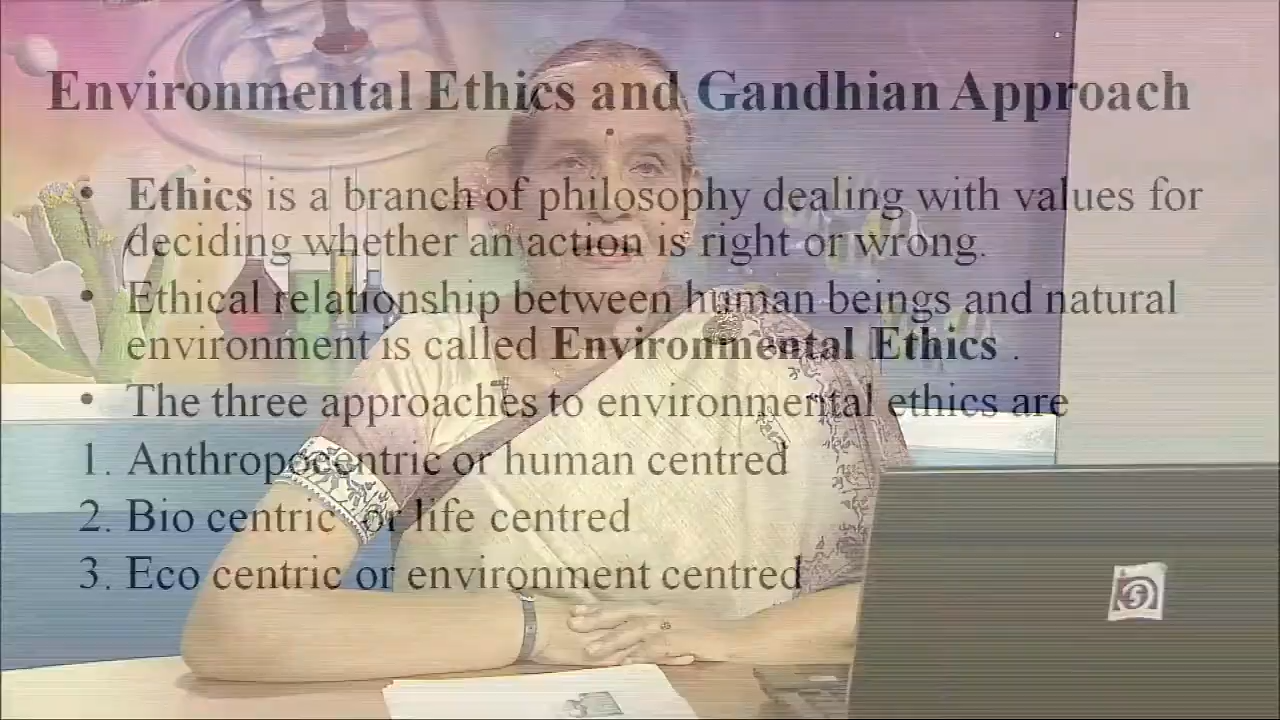 Environmental Ethics and Gandhian Approach
• Ethics is a branch of philosophy dealing with values for
deciding whether an action is right or wrong.
• Ethical relationship between human beings and natural
environment is called Environmental Ethics .
• The three approaches to environmental ethics are
1. Anthropocentric or human centred
2. Bio centric or life centred
3. Eco centric or environment centred